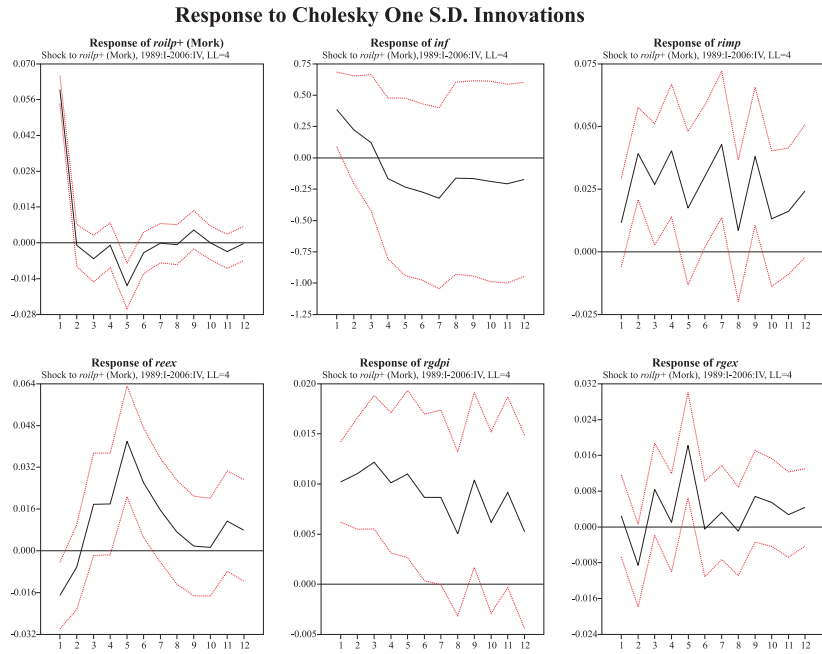 Response to Cholesky One S.D. Innovations
Response of roilp+ (Mork)
Shock to roilp+ (Mork), 1989:I-2006:IV, LL=4
0.070
0.056
0.042
0.028
0.014
0.000
-0.014
-0.028
1 2 3 4 5 6 7 8 9 10 11 12
Response of inf
Shock to roilp+ (Mork),1989:I-2006:IV, LL=4
0.75
0.50
0.25
0.00
-0.25
-0.50
-0.75
-1.00
-1.25
1 2 3 4 5 6 7 8 9 10 11 12
Response of rimp
Shock to roilp+ (Mork), 1989:I-2006:IV, LL=4
0.075
0.050
0.025
0.000
-0.025
1 2 3 4 5 6 7 8 9 10 11 12
Response of reex
Shock to roilp+ (Mork), 1989:I-2006:IV, LL=4
0.064
0.048
0.032
0.016
0.000
-0.016
-0.032
1 2 3 4 5 6 7 8 9 10 11 12
Response of rgdpi
Shock to roilp+ (Mork), 1989:I-2006:IV, LL=4
0.020
0.015
0.010
0.005
0.000
-0.005
1 2 3 4 5 6 7 8 9 10 11 12
Response of rgex
Shock to roilp+ (Mork), 1989:I-2006:IV, LL=4
0.032
0.024
0.016
0.008
0.000
-0.008
-0.016
-0.024
1 2 3 4 5 6 7 8 9 10 11 12